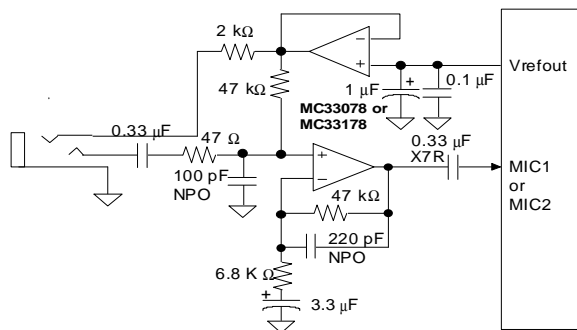 2 kΩ
−
+
+
Vrefout
47 kΩ
1 µF
0.1 µF
MC33078 or
MC33178
0.33 µF
47 Ω
0.33 µF
X7R
100 pF
NPO
+
−
MIC1
or
MIC2
47 kΩ
220 pF
NPO
6.8 K Ω
+
3.3 µF